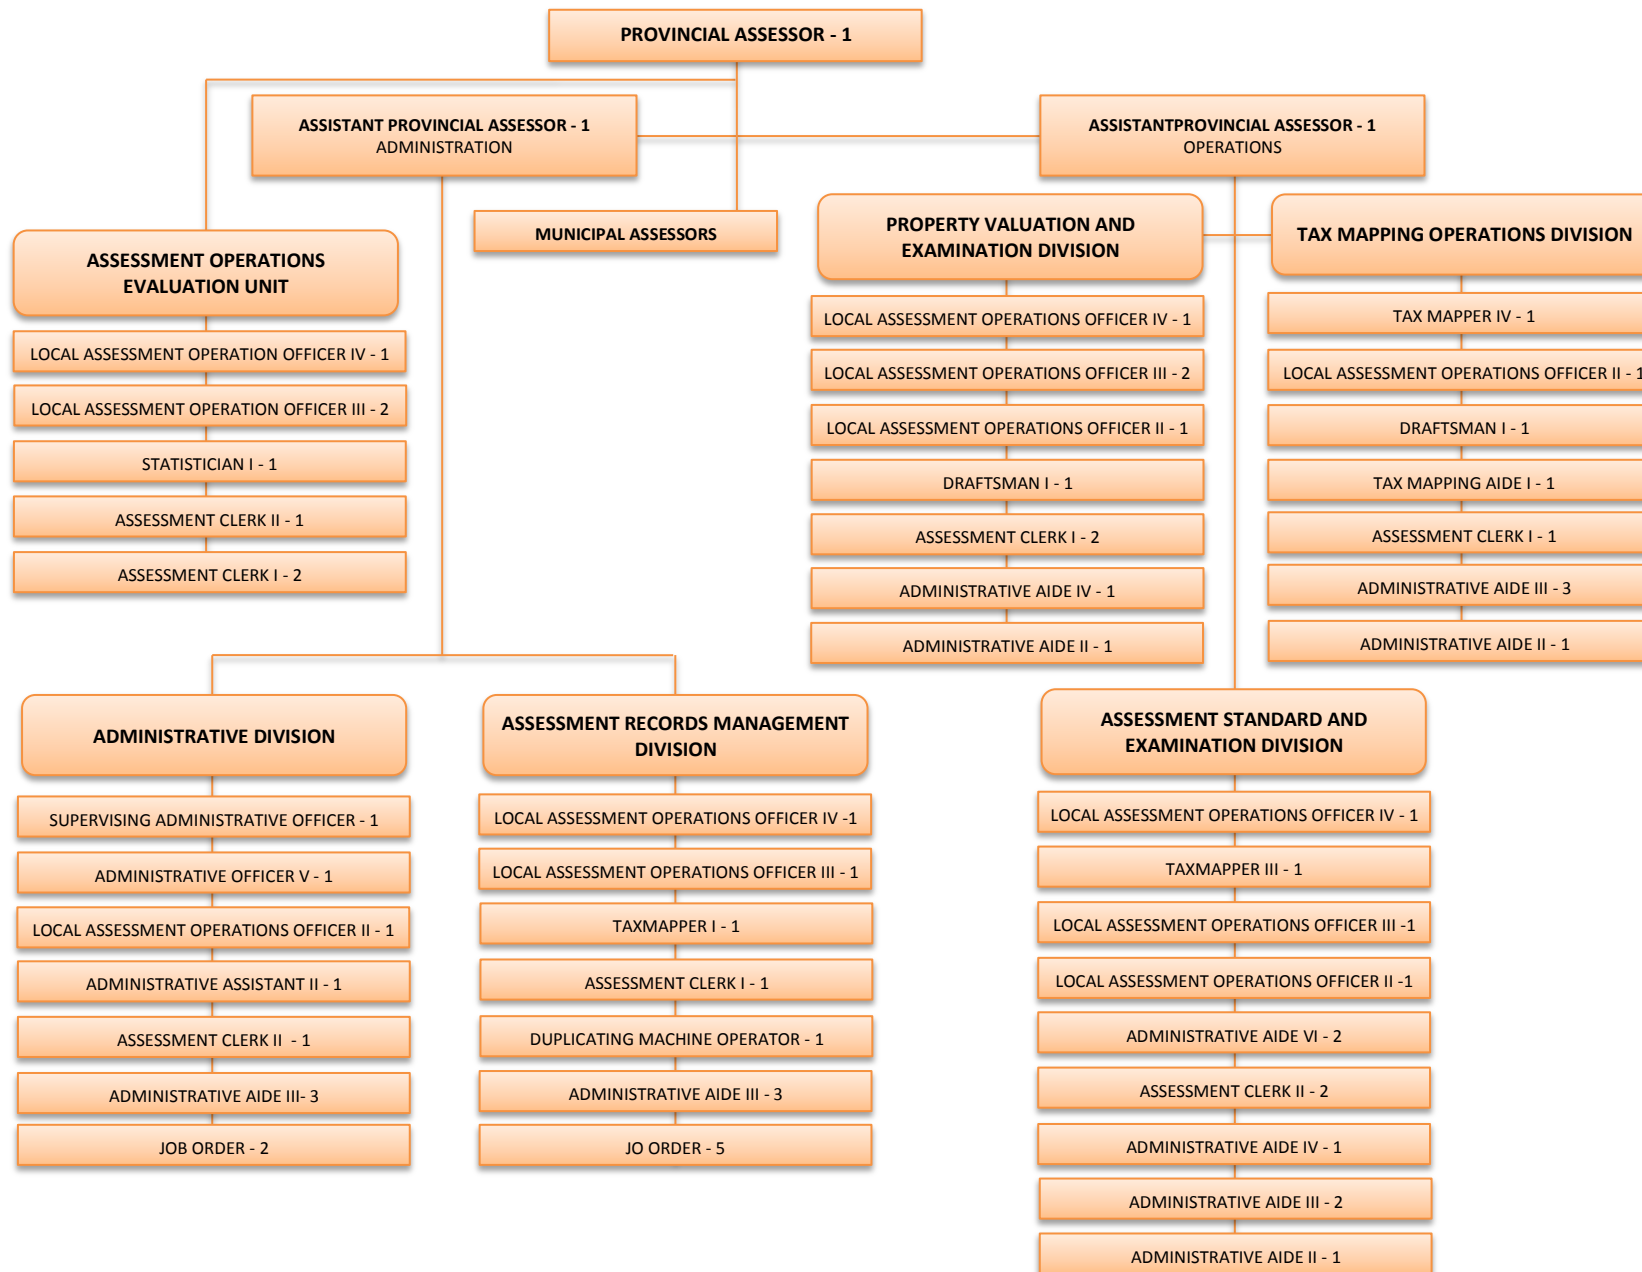 PROVINCIAL ASSESSOR - 1
ASSISTANT PROVINCIAL ASSESSOR - 1
ADMINISTRATION
ASSISTANTPROVINCIAL ASSESSOR - 1
OPERATIONS
MUNICIPAL ASSESSORS
ASSESSMENT OPERATIONS
EVALUATION UNIT
LOCAL ASSESSMENT OPERATION OFFICER IV - 1
LOCAL ASSESSMENT OPERATION OFFICER III - 2
STATISTICIAN I - 1
ASSESSMENT CLERK II - 1
ASSESSMENT CLERK I - 2
PROPERTY VALUATION AND
EXAMINATION DIVISION
LOCAL ASSESSMENT OPERATIONS OFFICER IV - 1
LOCAL ASSESSMENT OPERATIONS OFFICER III - 2
LOCAL ASSESSMENT OPERATIONS OFFICER II - 1
DRAFTSMAN I - 1
ASSESSMENT CLERK I - 2
ADMINISTRATIVE AIDE IV - 1
ADMINISTRATIVE AIDE II - 1
TAX MAPPING OPERATIONS DIVISION
TAX MAPPER IV - 1
LOCAL ASSESSMENT OPERATIONS OFFICER II - 1
DRAFTSMAN I - 1
TAX MAPPING AIDE I - 1
ASSESSMENT CLERK I - 1
ADMINISTRATIVE AIDE III - 3
ADMINISTRATIVE AIDE II - 1
ADMINISTRATIVE DIVISION
SUPERVISING ADMINISTRATIVE OFFICER - 1
ADMINISTRATIVE OFFICER V - 1
LOCAL ASSESSMENT OPERATIONS OFFICER II - 1
ADMINISTRATIVE ASSISTANT II - 1
ASSESSMENT CLERK II  - 1
ADMINISTRATIVE AIDE III- 3
JOB ORDER - 2
ASSESSMENT RECORDS MANAGEMENT
DIVISION
LOCAL ASSESSMENT OPERATIONS OFFICER IV -1
LOCAL ASSESSMENT OPERATIONS OFFICER III - 1
TAXMAPPER I - 1
ASSESSMENT CLERK I - 1
DUPLICATING MACHINE OPERATOR - 1
ADMINISTRATIVE AIDE III - 3
JO ORDER - 5
ASSESSMENT STANDARD AND
EXAMINATION DIVISION
LOCAL ASSESSMENT OPERATIONS OFFICER IV - 1
TAXMAPPER III - 1
LOCAL ASSESSMENT OPERATIONS OFFICER III -1
LOCAL ASSESSMENT OPERATIONS OFFICER II -1
ADMINISTRATIVE AIDE VI - 2
ASSESSMENT CLERK II - 2
ADMINISTRATIVE AIDE IV - 1
ADMINISTRATIVE AIDE III - 2
ADMINISTRATIVE AIDE II - 1